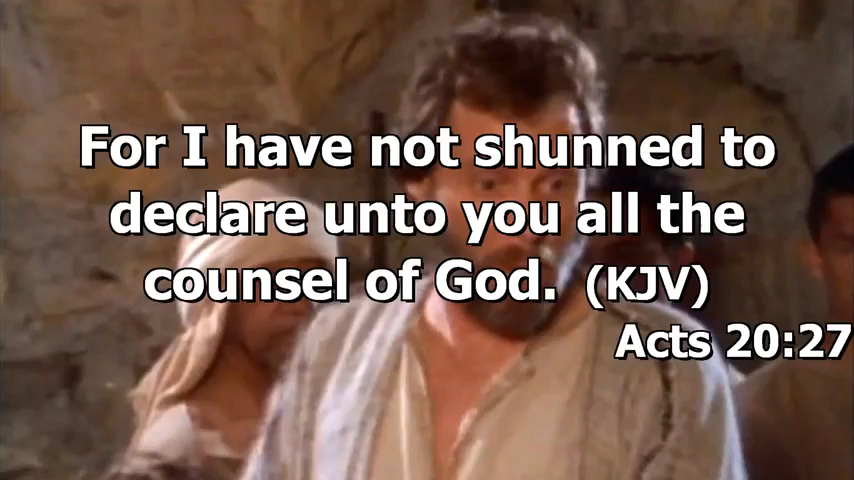 For I have not shunned to
declare unto you all the
counsel of God. (KJV)
Acts 20:27